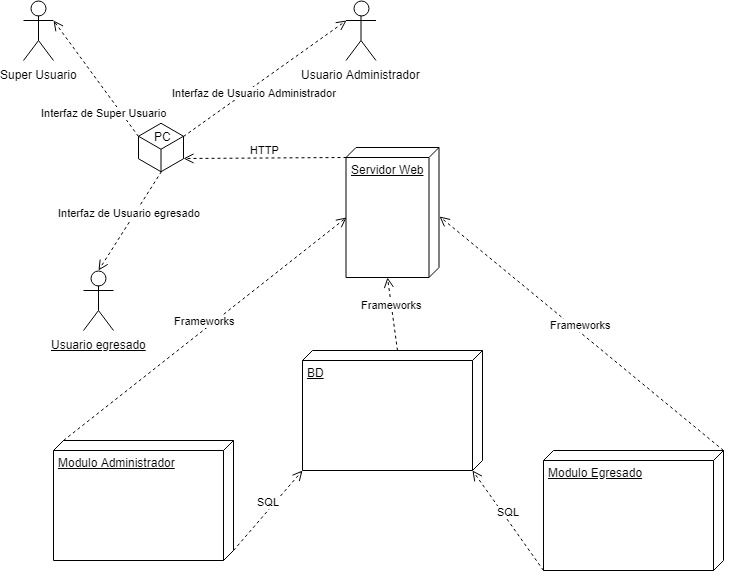 Super Usuario
Usuario Administrador
Interfaz de Usuario Administrador
Interfaz de Super Usuario
PC
HTTP
Servidor Web
Interfaz de Usuario egresado
Usuario egresado
Frameworks
Frameworks
Frameworks
BD
Modulo Administrador
Modulo Egresado
SQL
SQL